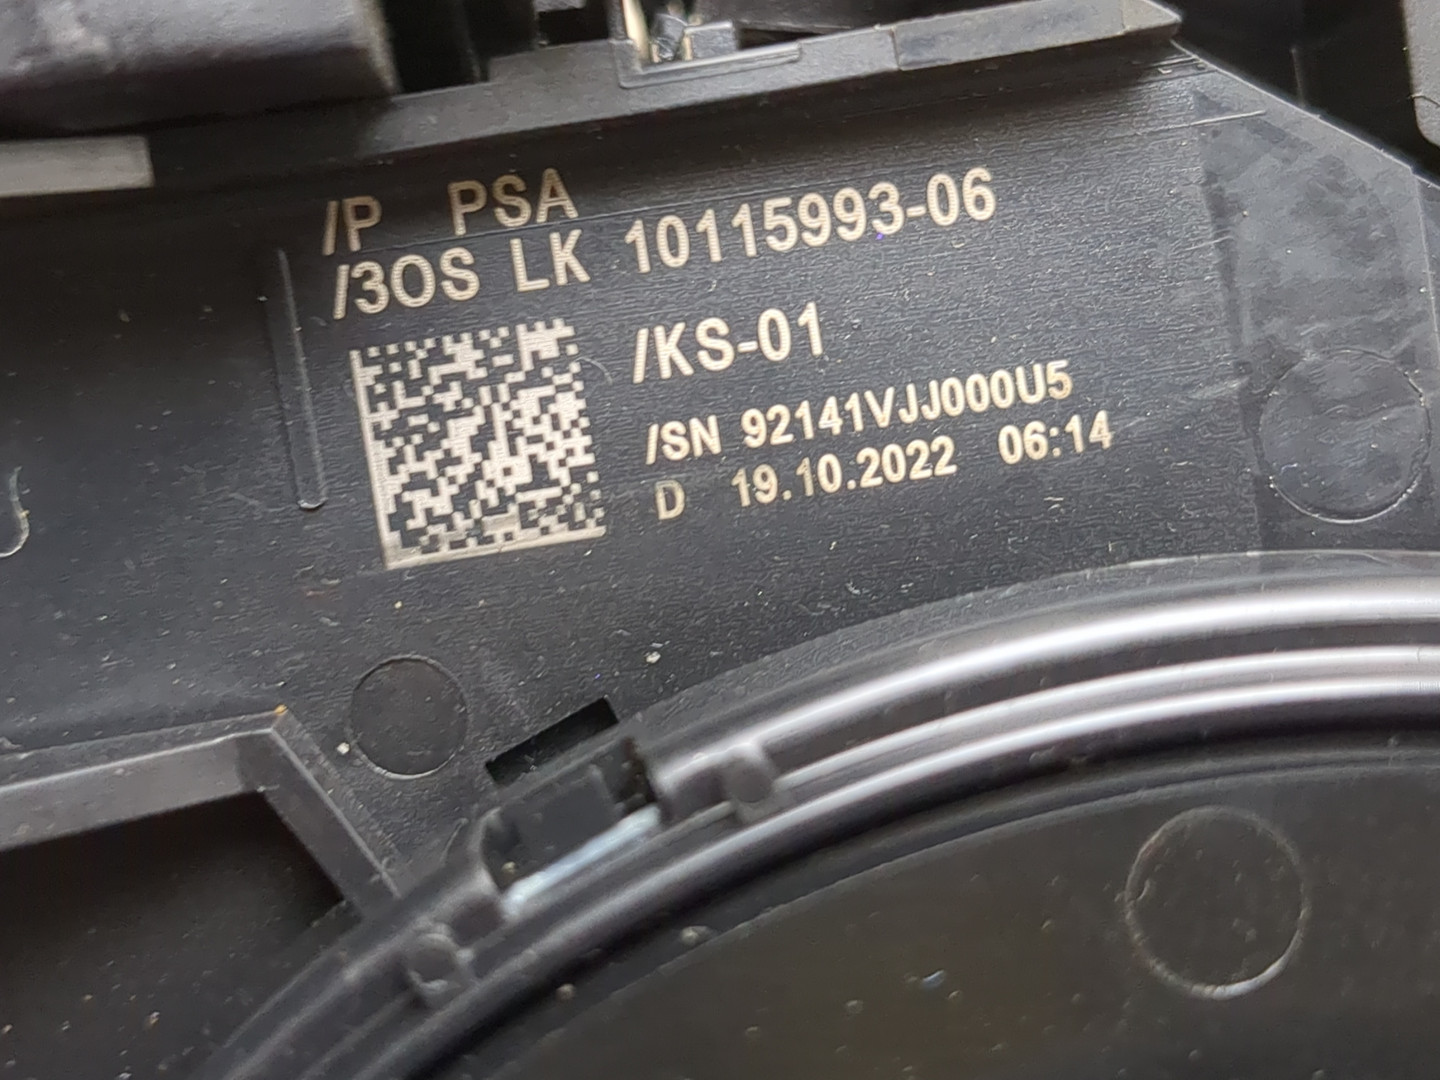 /P PSA
/3OS LK 10115993-06
/KS-01
/SN 92141VJJ000U5
D 19.10.2022 06:14